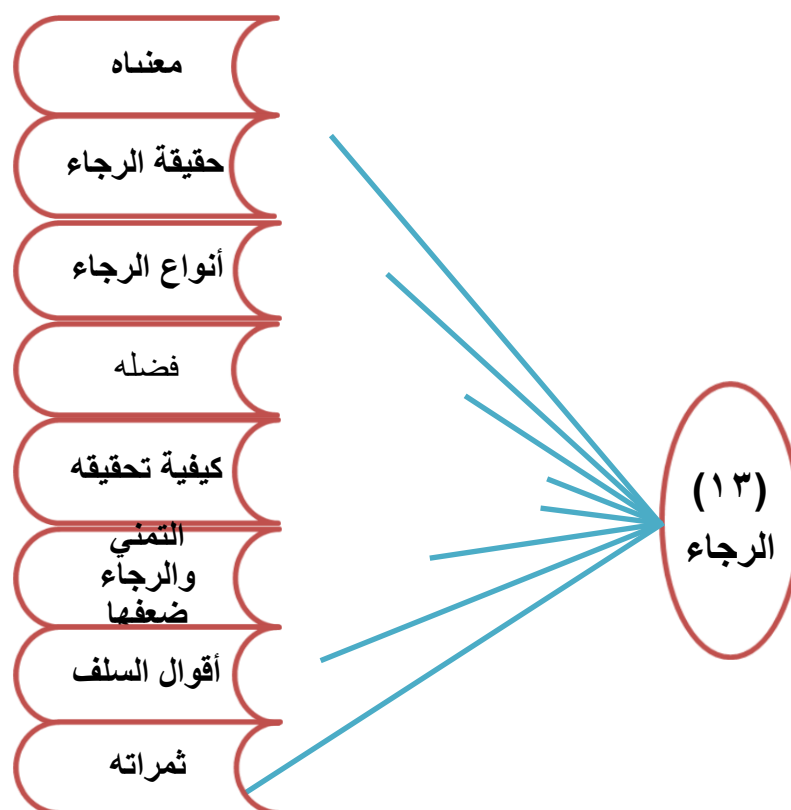 (١٣)
الرجاء
معناه
حقيقة الرجاء
أنواع الرجاء
فضله
كيفية تحقيقه
التمني
والرجاء
ضعفها
أقوال السلف
ثمراته